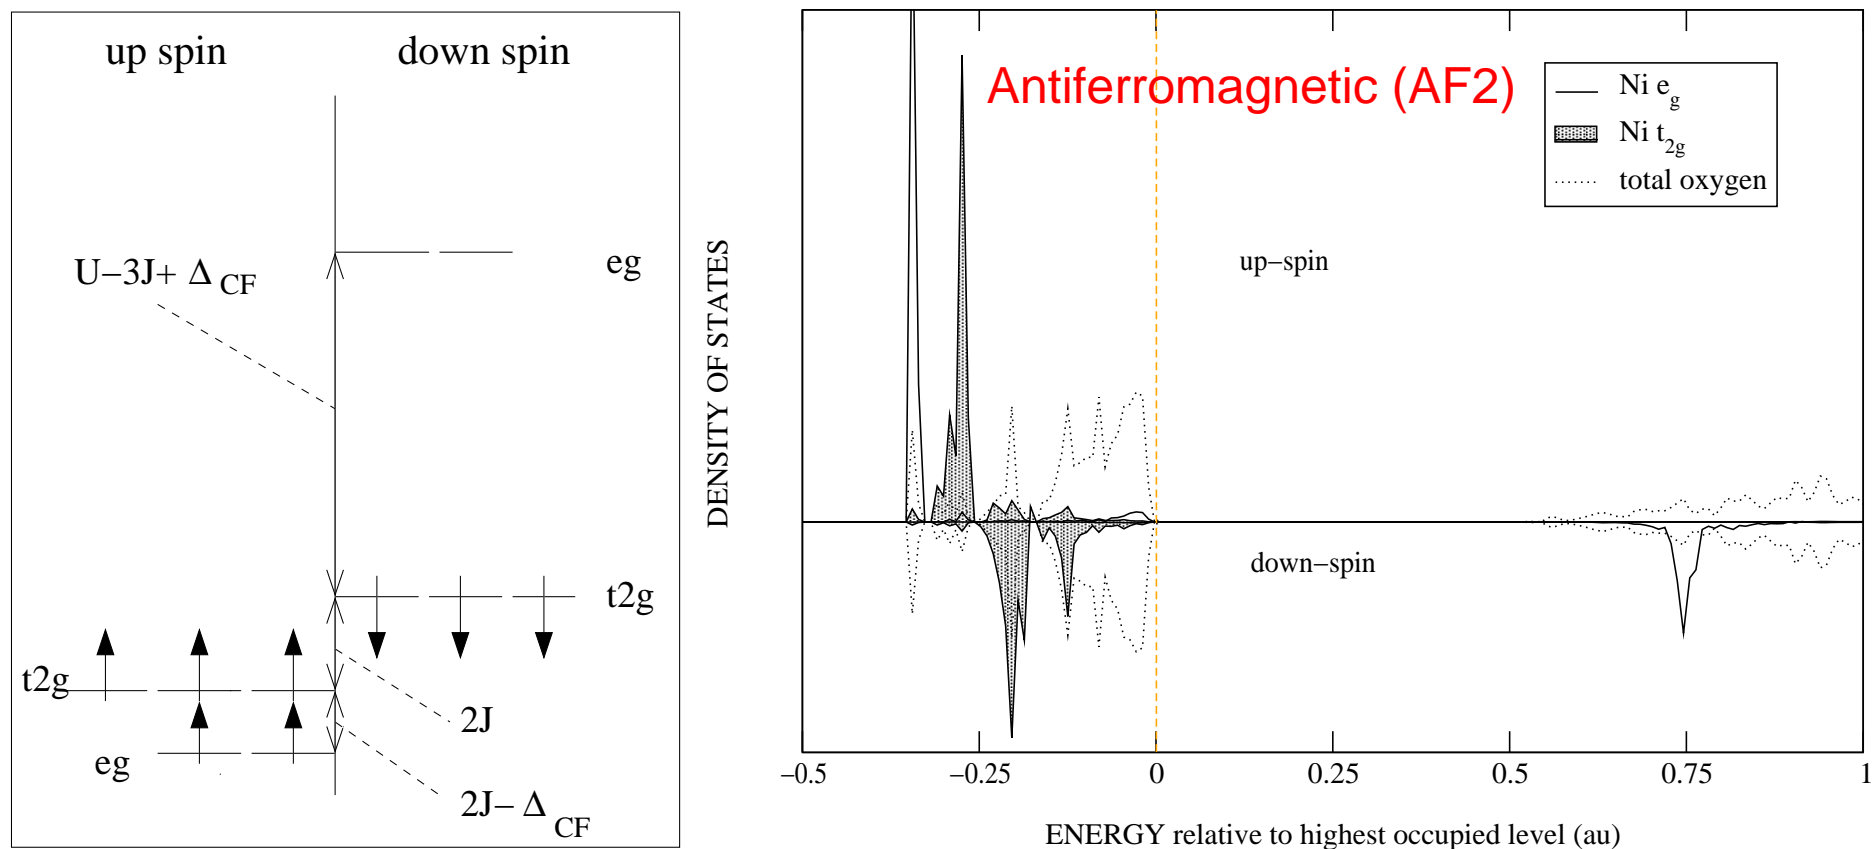 up spin
down spin
U−3J+ Δ CF
eg
t2g
t2g
2J
eg
2J− Δ CF
DENSITY OF STATES
Antiferromagnetic (AF2)
Ni eg
Ni t2g
total oxygen
up−spin
down−spin
−0.5
−0.25
0
0.25
0.5
0.75
1
ENERGY relative to highest occupied level (au)